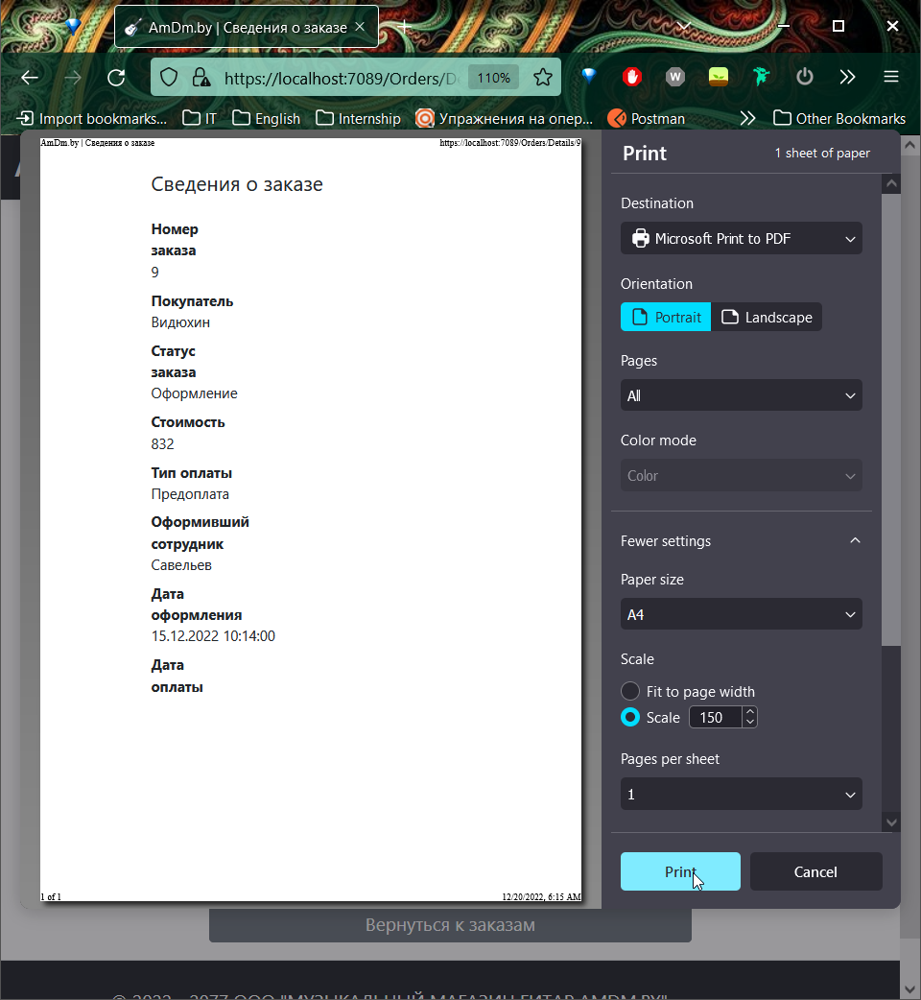 AmDm.by | Сведения о заказе
https://localhost:7089/Orders/D
110%
Import bookmarks...
IT
English
Internship
Упражнения на опер...
Postman
Other Bookmarks
AmDm.by | Сведения о заказе
https://localhost:7089/Orders/Details/9
Сведения о заказе
Номер
заказа
9
Покупатель
Видюхин
Статус
заказа
Оформление
Стоимость
832
Тип оплаты
Предоплата
Оформивший
сотрудник
Савельев
Дата
оформления
15.12.2022 10:14:00
Дата
оплаты
1 of 1
12/20/2022, 6:15 AM
Print
1 sheet of paper
Destination
Microsoft Print to PDF
Orientation
Portrait
Landscape
Pages
All
Color mode
Color
Fewer settings
Paper size
A4
Scale
Fit to page width
Scale
150
Pages per sheet
1
Print
Cancel
Вернуться к заказам
© 2022 - 2077 ООО "МУЗЫКАЛЬНЫЙ МАГАЗИН ГИТАР AMDM.BY"